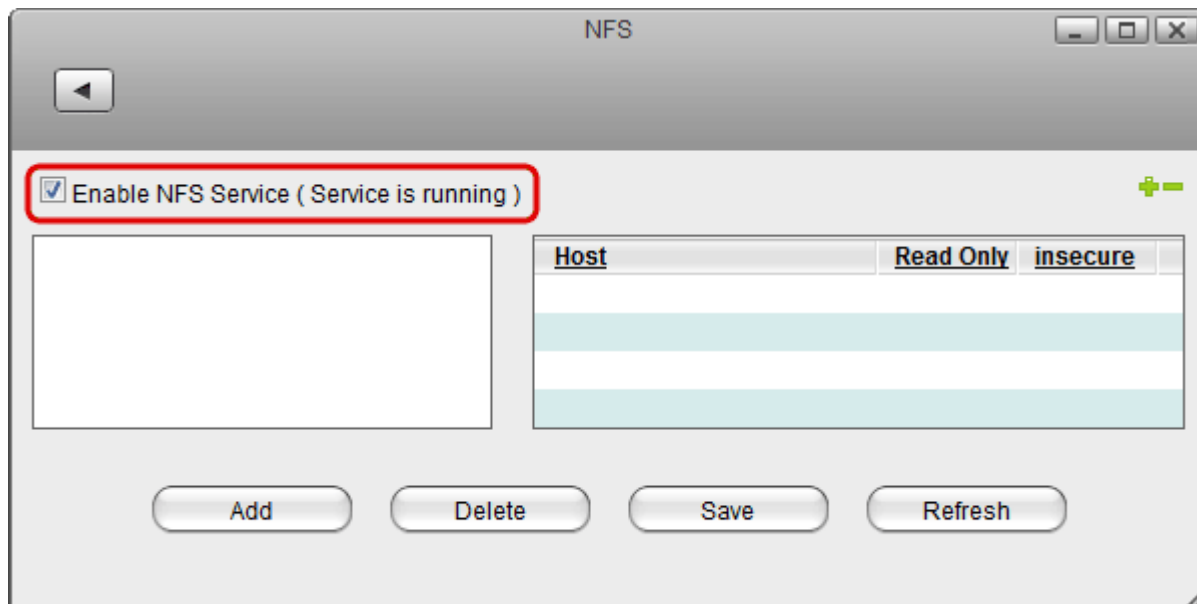 NFS
Enable NFS Service ( Service is running )
Host Read Only insecure
Add Delete Save Refresh